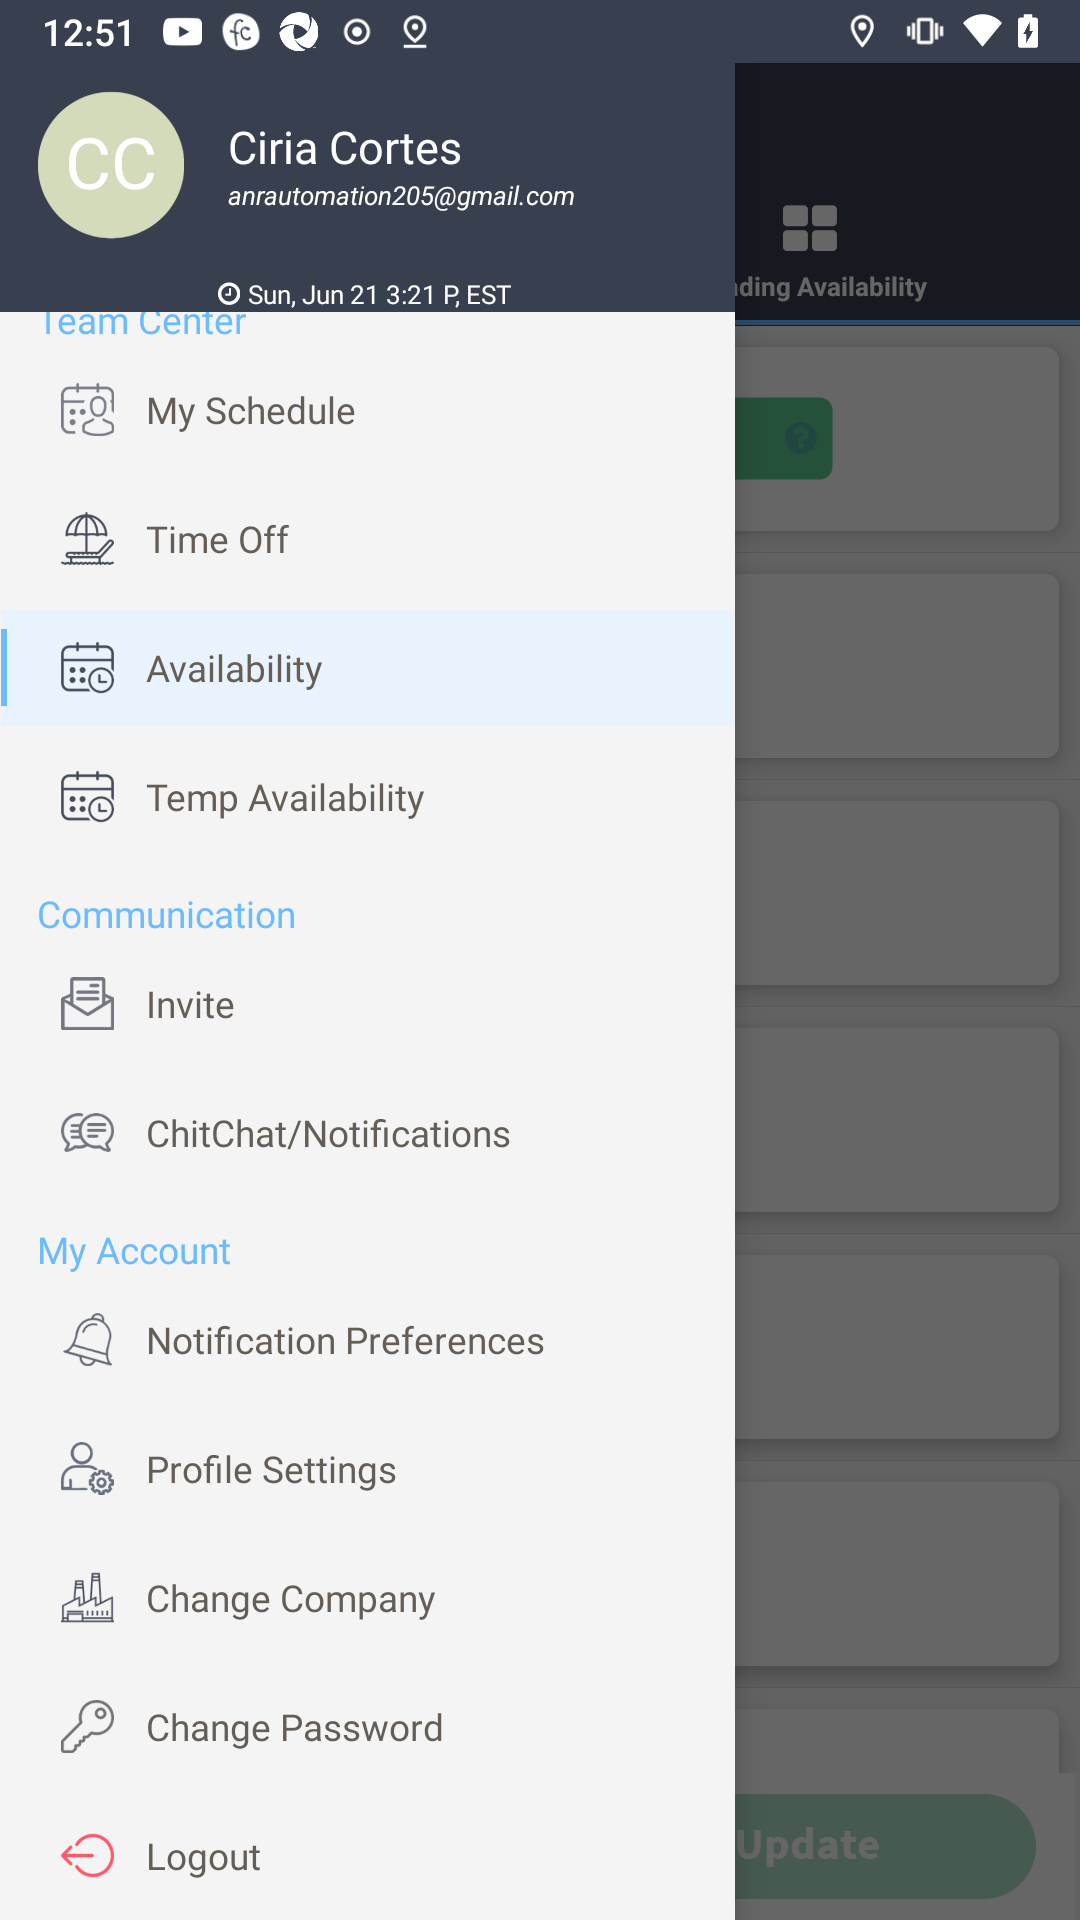 12:51
CC
Ciria Cortes
anrautomation205@gmail.com
Sun, Jun 21 3:21 P, EST
Availability
Team Center
My Schedule
Time Off
Availability
Temp Availability
Communication
Invite
ChitChat/Notifications
My Account
Notification Preferences
Profile Settings
Change Company
Change Password
Logout
Update